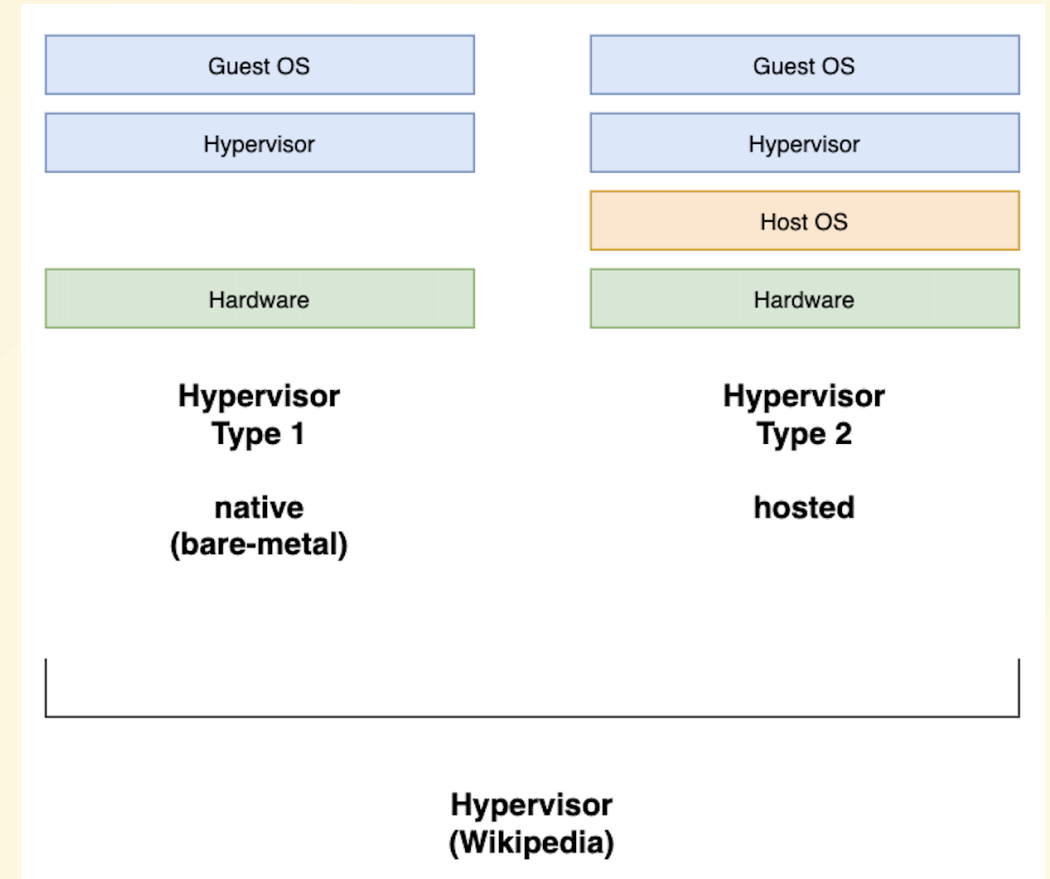 Guest OS
Hypervisor
Hardware
Hypervisor
Type 1
native
(bare-metal)
Guest OS
Hypervisor
Host OS
Hardware
Hypervisor
Type 2
hosted
Hypervisor
(Wikipedia)